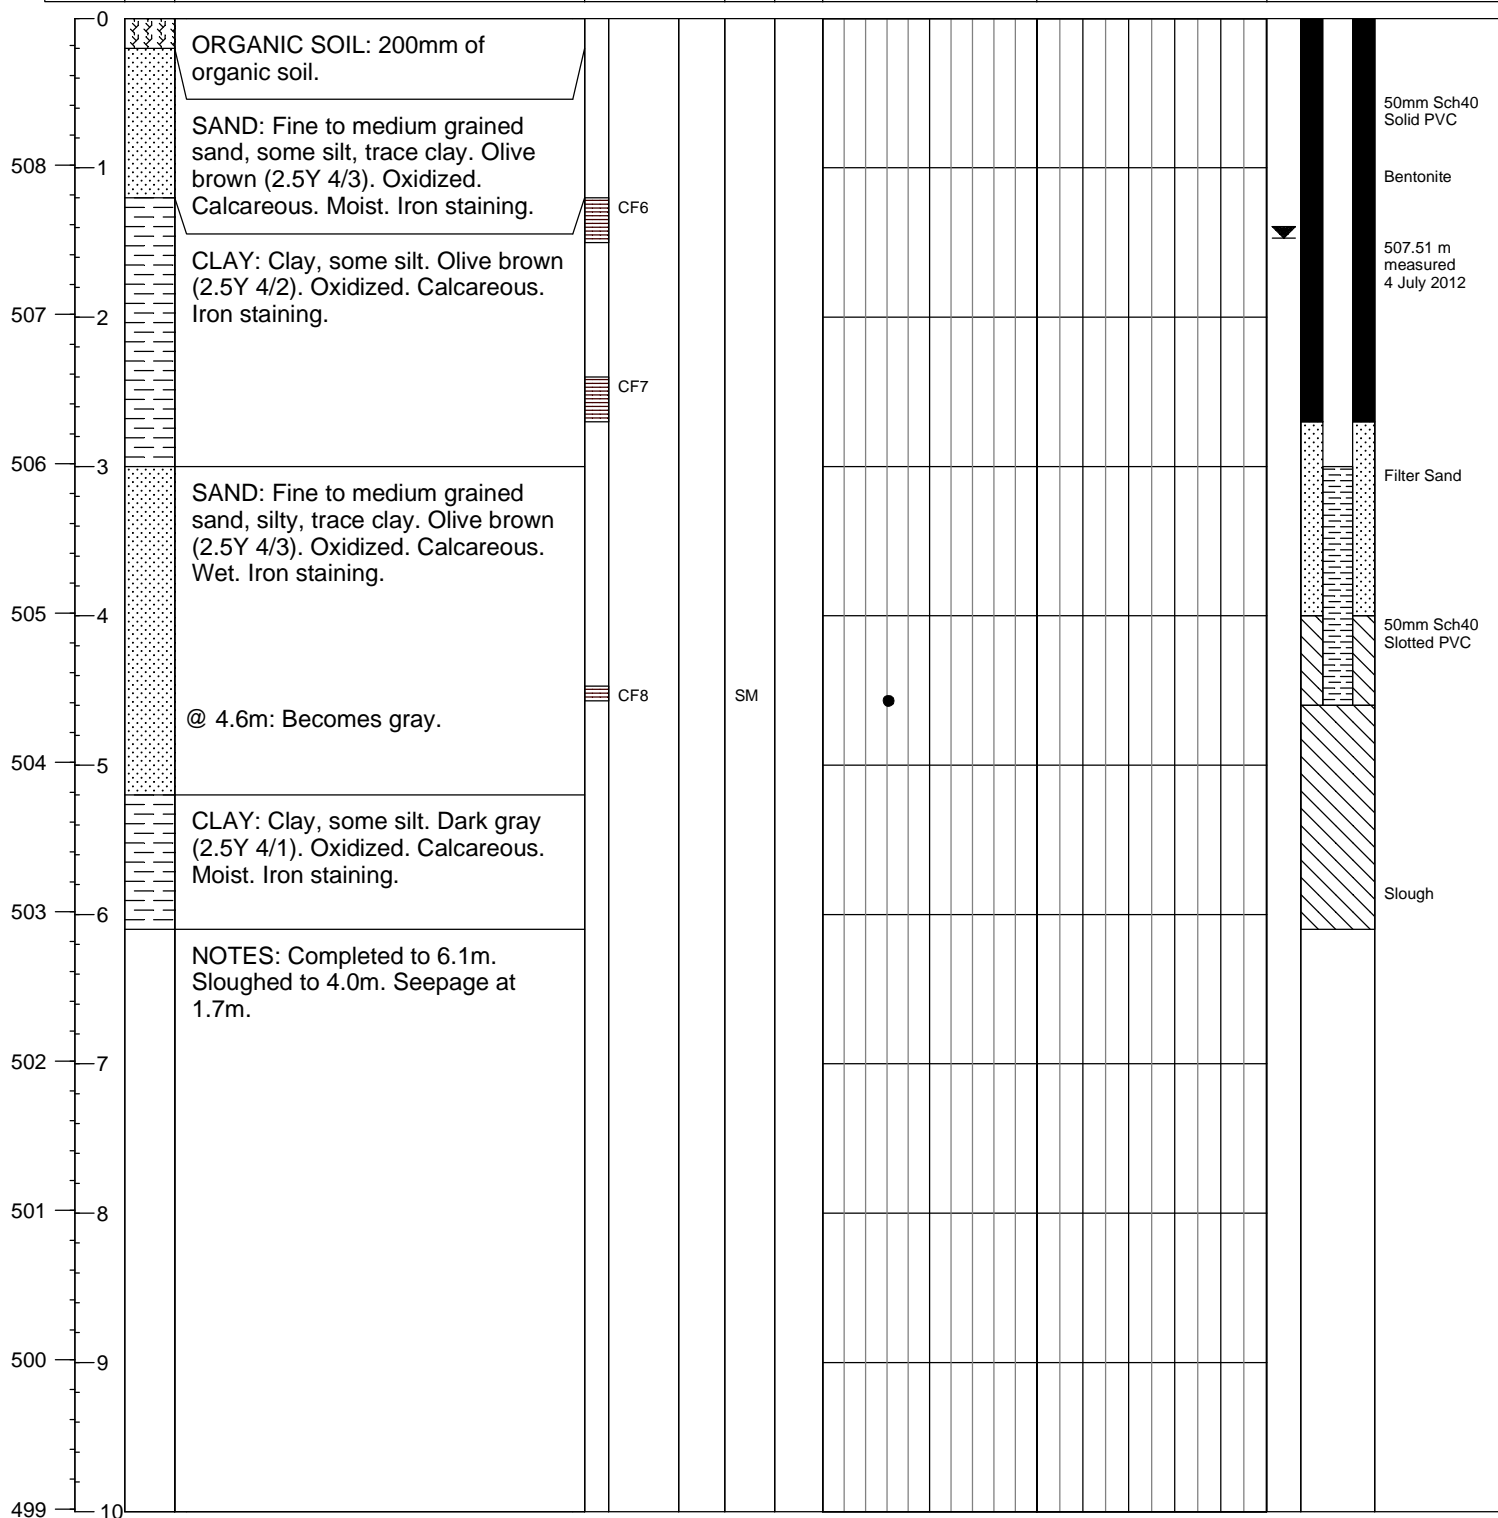 0
ORGANIC SOIL: 200mm of
organic soil.
50mm Sch40
Solid PVC
SAND: Fine to medium grained
sand, some silt, trace clay. Olive
brown (2.5Y 4/3). Oxidized.
Calcareous. Moist. Iron staining.
508
1
Bentonite
CF6
CLAY: Clay, some silt. Olive brown
(2.5Y 4/2). Oxidized. Calcareous.
Iron staining.
507.51 m
measured
4 July 2012
507
2
CF7
506
3
SAND: Fine to medium grained
sand, silty, trace clay. Olive brown
(2.5Y 4/3). Oxidized. Calcareous.
Wet. Iron staining.
Filter Sand
505
4
50mm Sch40
Slotted PVC
CF8
SM
@ 4.6m: Becomes gray.
504
5
CLAY: Clay, some silt. Dark gray
(2.5Y 4/1). Oxidized. Calcareous.
Moist. Iron staining.
Slough
503
6
NOTES: Completed to 6.1m.
Sloughed to 4.0m. Seepage at
1.7m.
502
7
501
8
500
9
499
10